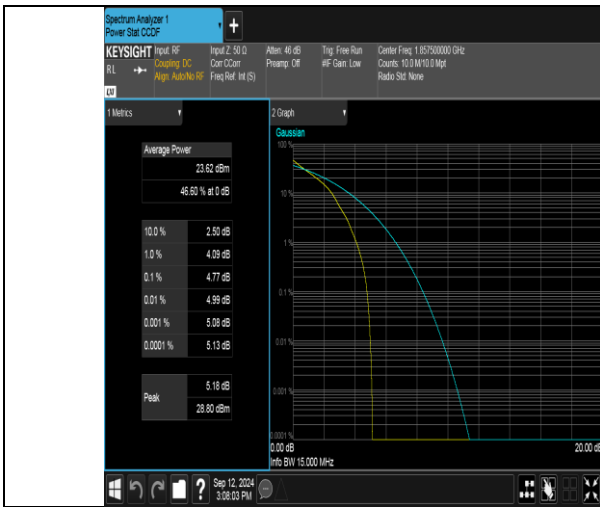 Spectrum Analyzer 1
Power Stat CCDF
+
KEYSIGHT
Input: RF
Input Z: 50 Ω
Atten: 46 dB
Trig: Free Run
Center Freq: 1.857500000 GHz
R L
Coupling: DC
Corr CCorr
Preamp: Off
#IF Gain: Low
Counts: 10.0 M/10.0 Mpt
Align: Auto/No RF
Freq Ref: Int (S)
Radio Std: None
LXI
1 Metrics
Average Power
23.62 dBm
46.60 % at 0 dB
10.0 % 2.50 dB
1.0 % 4.09 dB
0.1 % 4.77 dB
0.01 % 4.99 dB
0.001 % 5.08 dB
0.0001 % 5.13 dB
Peak
5.18 dB
28.80 dBm
2 Graph
Gaussian
100 %
10 %
1 %
0.1 %
0.01 %
0.001 %
0.0001 %
0.00 dB
20.00 dB
Info BW 15.000 MHz
?
Sep 12, 2024
3:08:03 PM